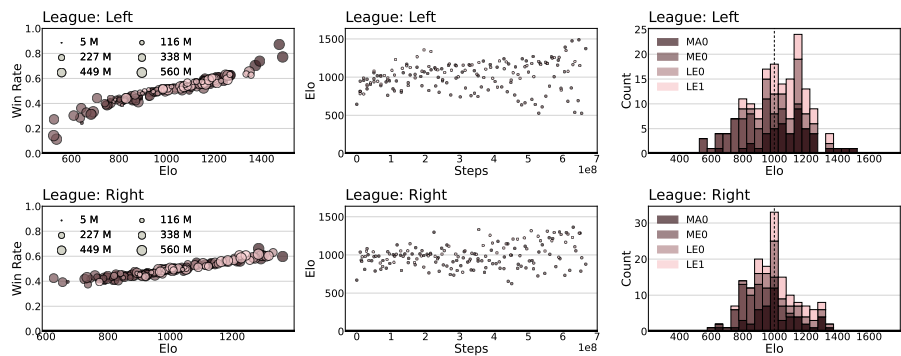 League: Left
Win Rate
1.0
0.8
0.6
0.4
0.2
0.0
5 M 116 M
227 M 338 M
449 M 560 M
600 800 1000 1200 1400
Elo
League: Left
Elo
1500
1000
500
0
0 1 2 3 4 5 6 7
Steps 1e8
League: Left
Count
25
20
15
10
5
0
MA0
ME0
LE0
LE1
400 600 800 1000 1200 1400 1600
Elo
League: Right
Win Rate
1.0
0.8
0.6
0.4
0.2
0.0
5 M 116 M
227 M 338 M
449 M 560 M
600 800 1000 1200
Elo
League: Right
Elo
1500
1000
500
0
0 1 2 3 4 5 6 7
Steps 1e8
League: Right
Count
30
20
10
0
MA0
ME0
LE0
LE1
400 600 800 1000 1200 1400 1600
Elo